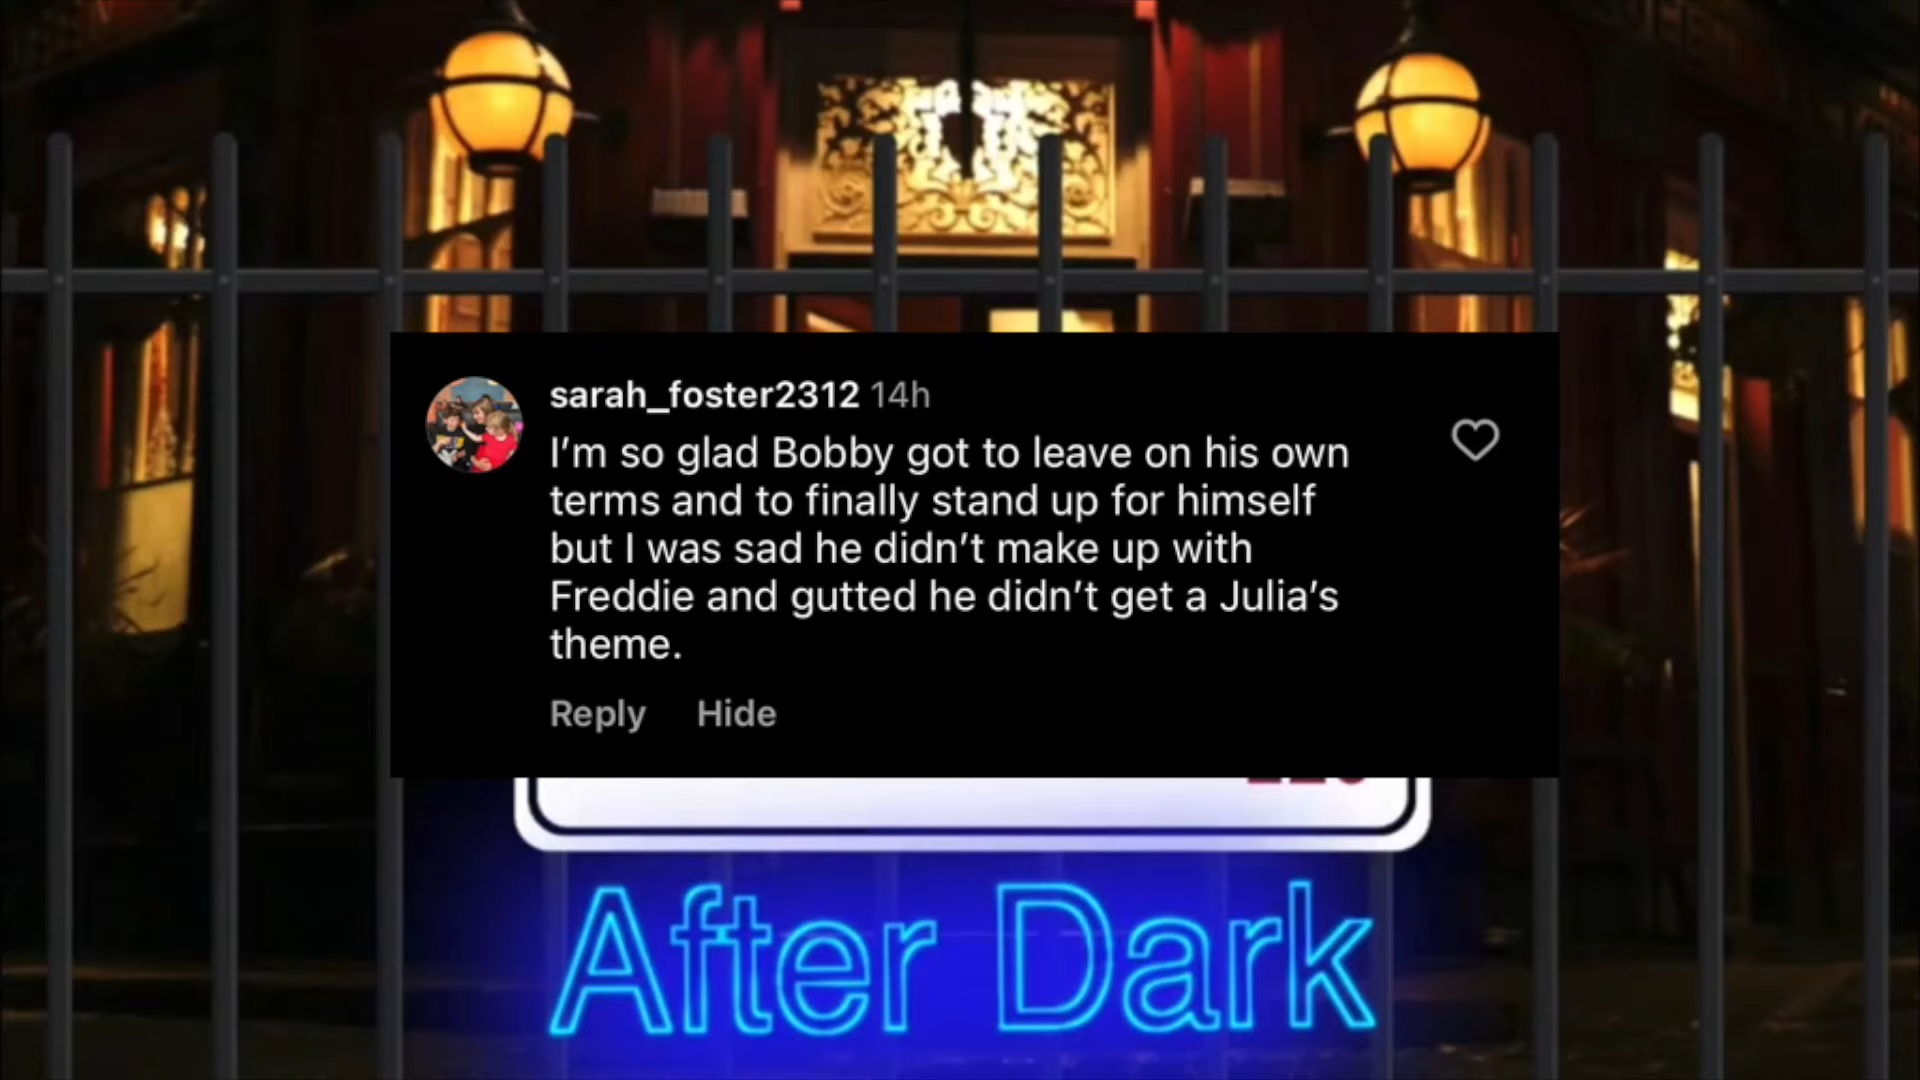 sarah_foster2312 14h
I’m so glad Bobby got to leave on his own
terms and to finally stand up for himself
but I was sad he didn’t make up with
Freddie and gutted he didn’t get a Julia’s
theme.
Reply Hide
After Dark